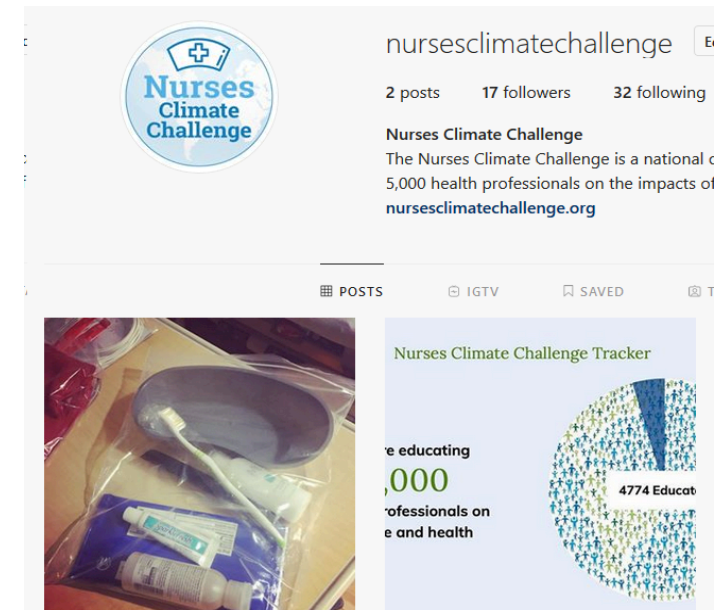 Nurses
Climate
Challenge
nursesclimatechallenge
2 posts 17 followers 32 following
Nurses Climate Challenge
The Nurses Climate Challenge is a national
5,000 health professionals on the impacts of
nursesclimatechallenge.org
POSTS IGTV SAVED
Nurses Climate Challenge Tracker
educating
,000
rofessionals on
and health
4774 Educat